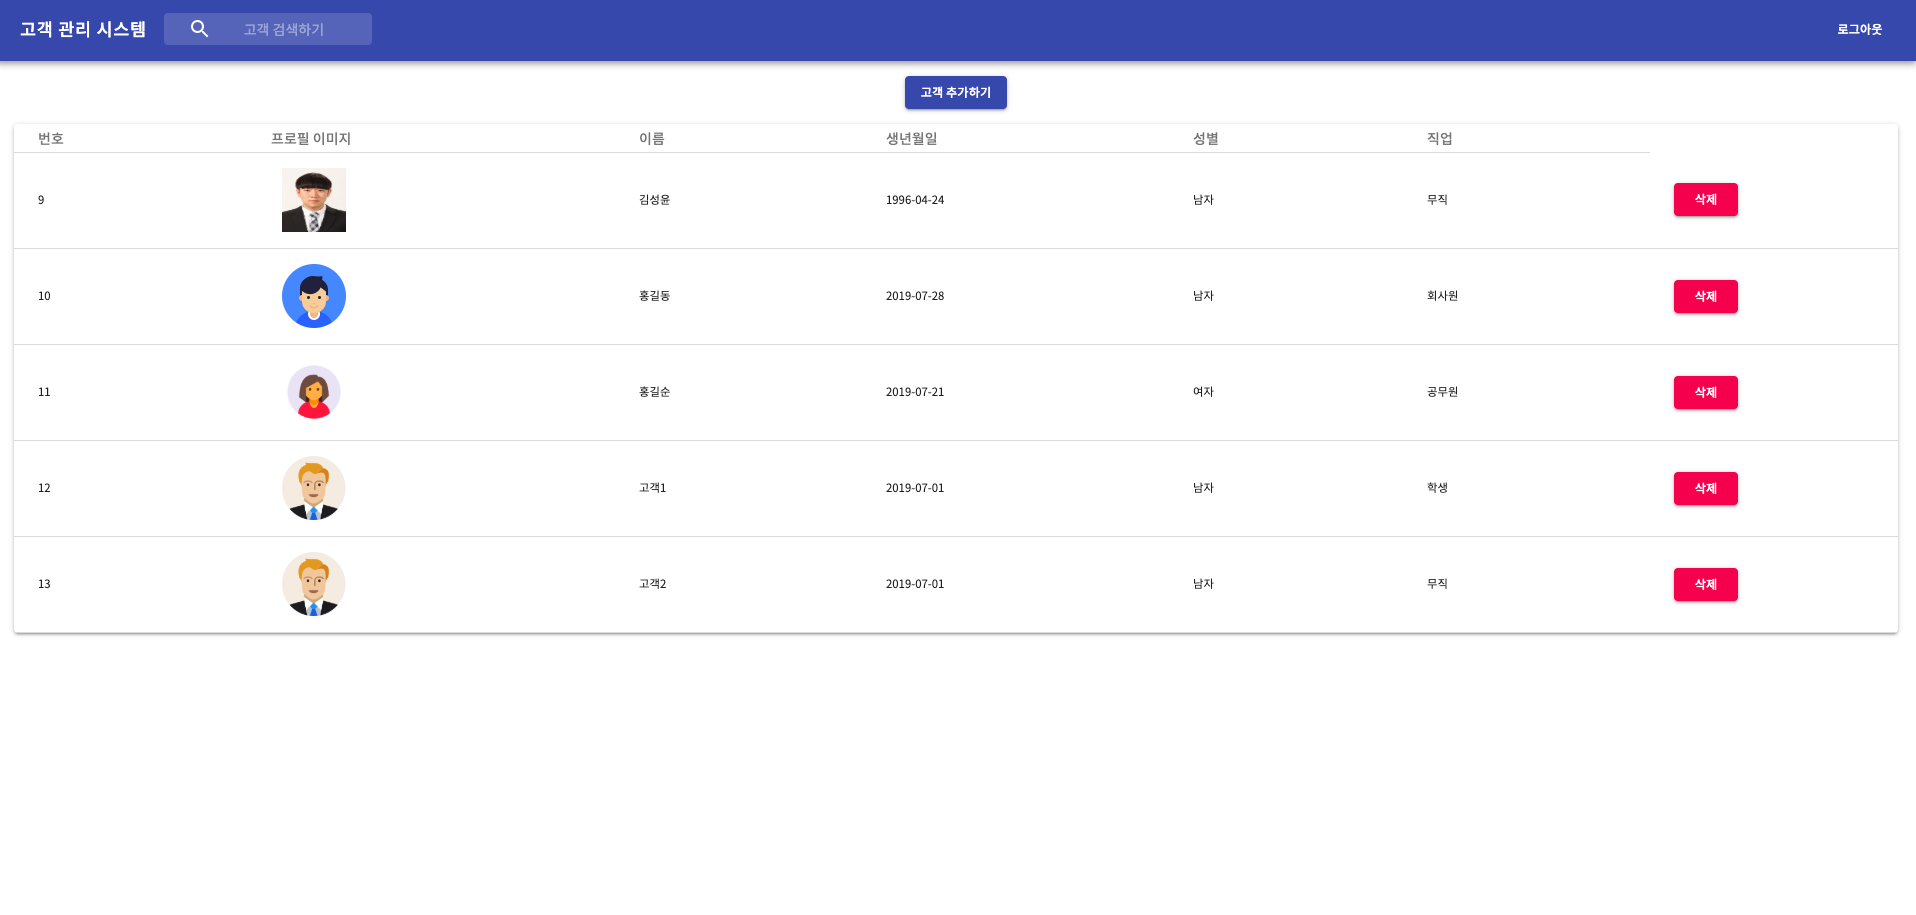 고객 관리 시스템 고객 검색하기 로그아웃
고객 추가하기
번호 프로필 이미지 이름 생년월일 성별 직업
9 김성윤 1996-04-24 남자 무직 삭제
10 홍길동 2019-07-28 남자 회사원 삭제
11 홍길순 2019-07-21 여자 공무원 삭제
12 고객1 2019-07-01 남자 학생 삭제
13 고객2 2019-07-01 남자 무직 삭제